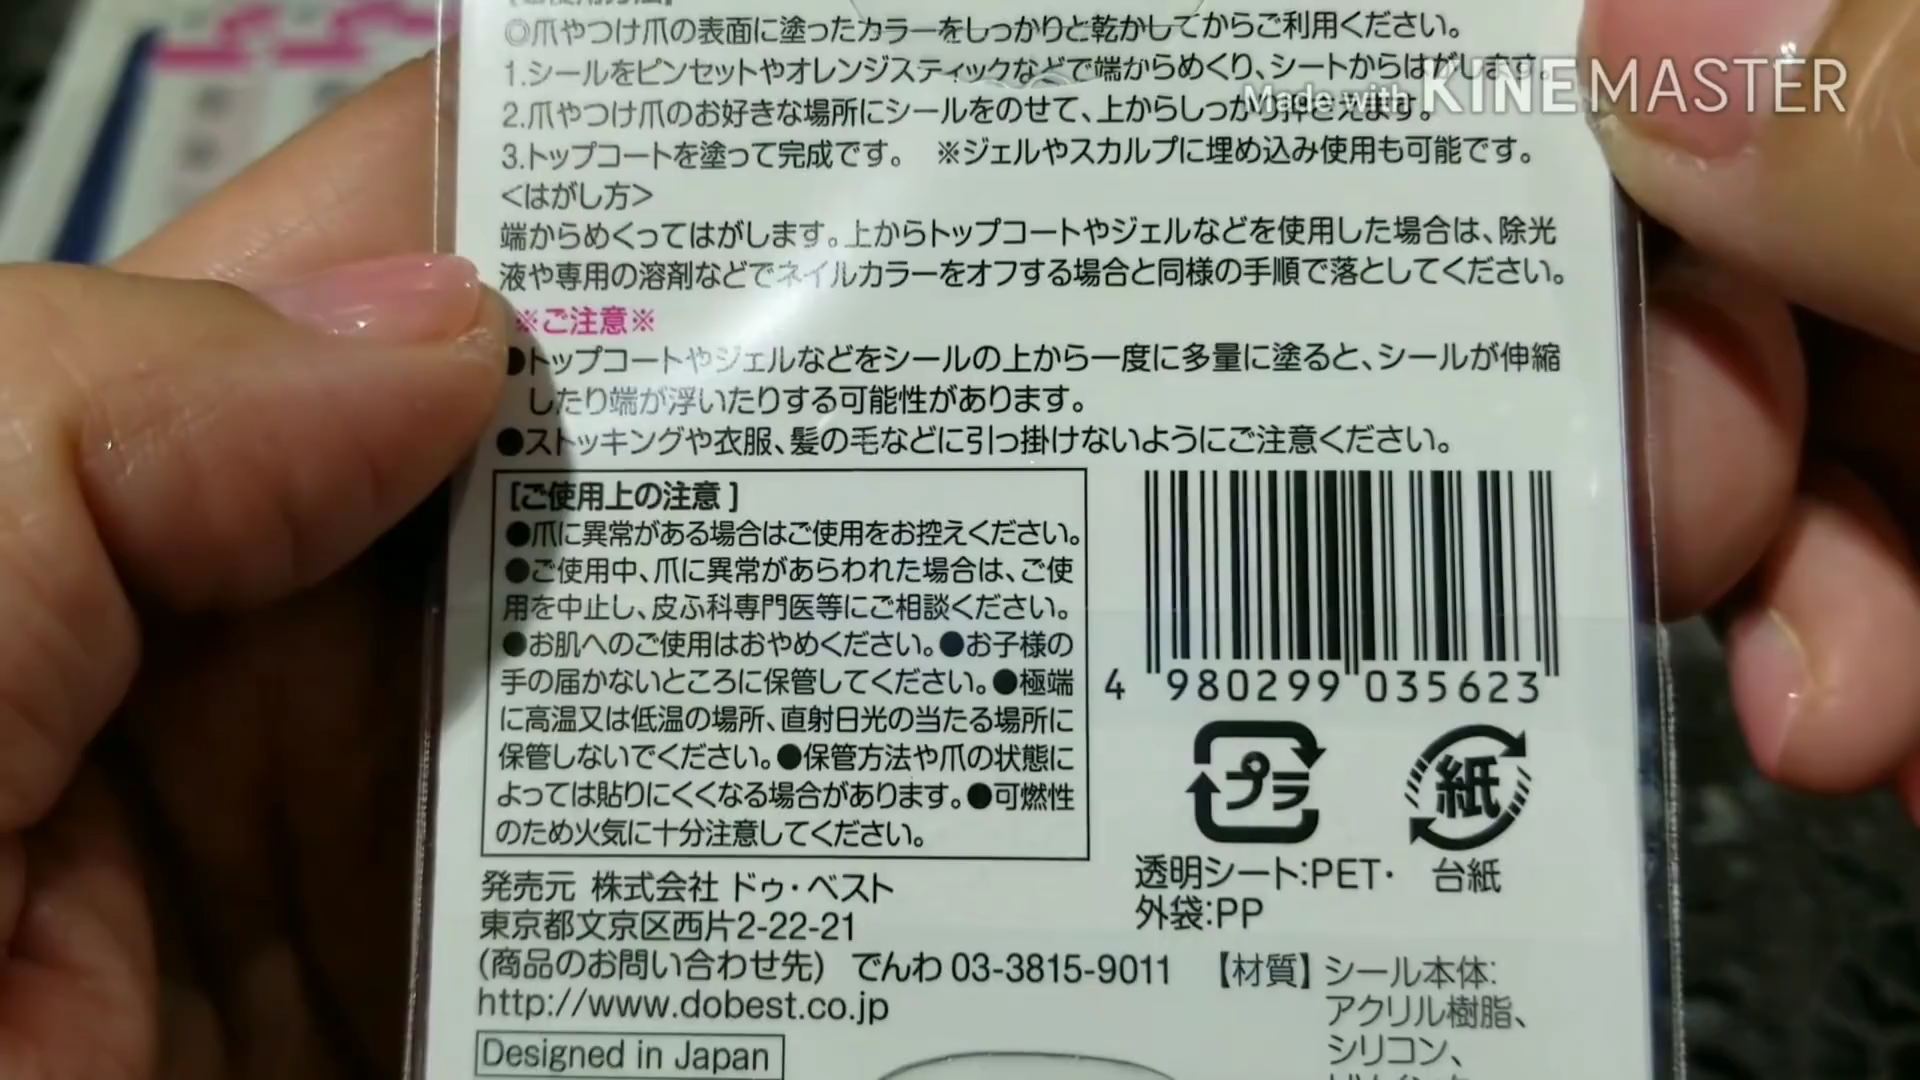 ◎爪やつけ爪の表面に塗ったカラーをしっかりと乾かしてからご利用ください。
1.シールをピンセットやオレンジスティックなどで端からめくり、シートからはがします。
Made with KINEMASTER
2.爪やつけ爪のお好きな場所にシールをのせて、上からしっかり押さえます。
3.トップコートを塗って完成です。 ※ジェルやスカルプに埋め込み使用も可能です。
<はがし方>
端からめくってはがします。上からトップコートやジェルなどを使用した場合は、除光
液や専用の溶剤などでネイルカラーをオフする場合と同様の手順で落としてください。
※ご注意※
●トップコートやジェルなどをシールの上から一度に多量に塗ると、シールが伸縮
したり端が浮いたりする可能性があります。
●ストッキングや衣服、髪の毛などに引っ掛けないようにご注意ください。
[ご使用上の注意]
●爪に異常がある場合はご使用をお控えください。
●ご使用中、爪に異常があらわれた場合は、ご使
用を中止し、皮ふ科専門医等にご相談ください。
●お肌へのご使用はおやめください。●お子様の
手の届かないところに保管してください。●極端
に高温又は低温の場所、直射日光の当たる場所に
保管しないでください。●保管方法や爪の状態に
よっては貼りにくくなる場合があります。●可燃性
のため火気に十分注意してください。
4 980299 035623
プラ
紙
透明シート:PET・
外袋:PP
台紙
発売元 株式会社 ドゥ・ベスト
東京都文京区西片2-22-21
(商品のお問い合わせ先) でんわ 03-3815-9011
http://www.dobest.co.jp
Designed in Japan
【材質】シール本体:
アクリル樹脂、
シリコン、